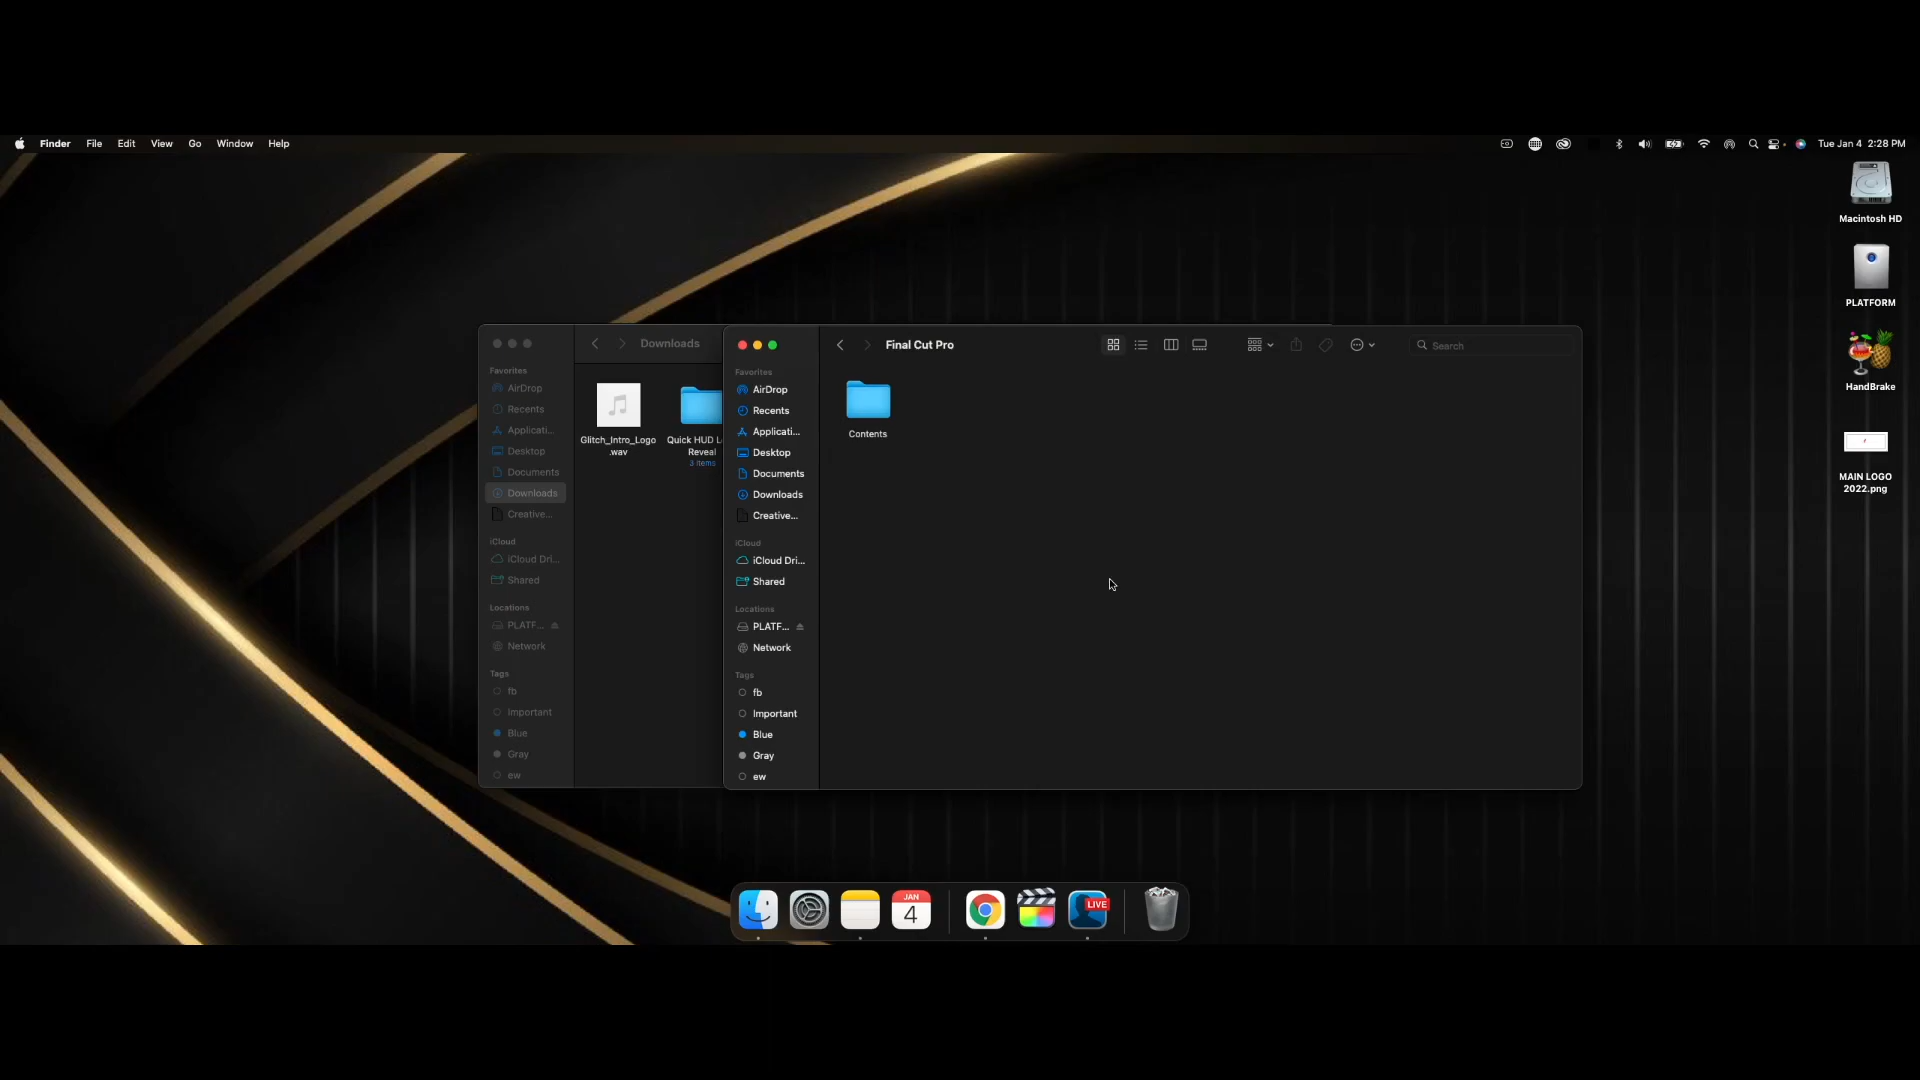 Finder File Edit View Go Window Help
Tue Jan 4 2:28 PM
Macintosh HD
PLATFORM
HandBrake
MAIN LOGO
2022.png
Downloads
Favorites
AirDrop
Recents
Applicati...
Desktop
Documents
Downloads
Creative...
iCloud
iCloud Dri...
Shared
Locations
PLATF...
Network
Tags
fb
Important
Blue
Gray
ew
Glitch_Intro_Logo
.wav
Quick HUD L
Reveal
3 items
Final Cut Pro
Search
Favorites
AirDrop
Recents
Applicati...
Desktop
Documents
Downloads
Creative...
iCloud
iCloud Dri...
Shared
Locations
PLATF...
Network
Tags
fb
Important
Blue
Gray
ew
Contents
JAN
4
LIVE